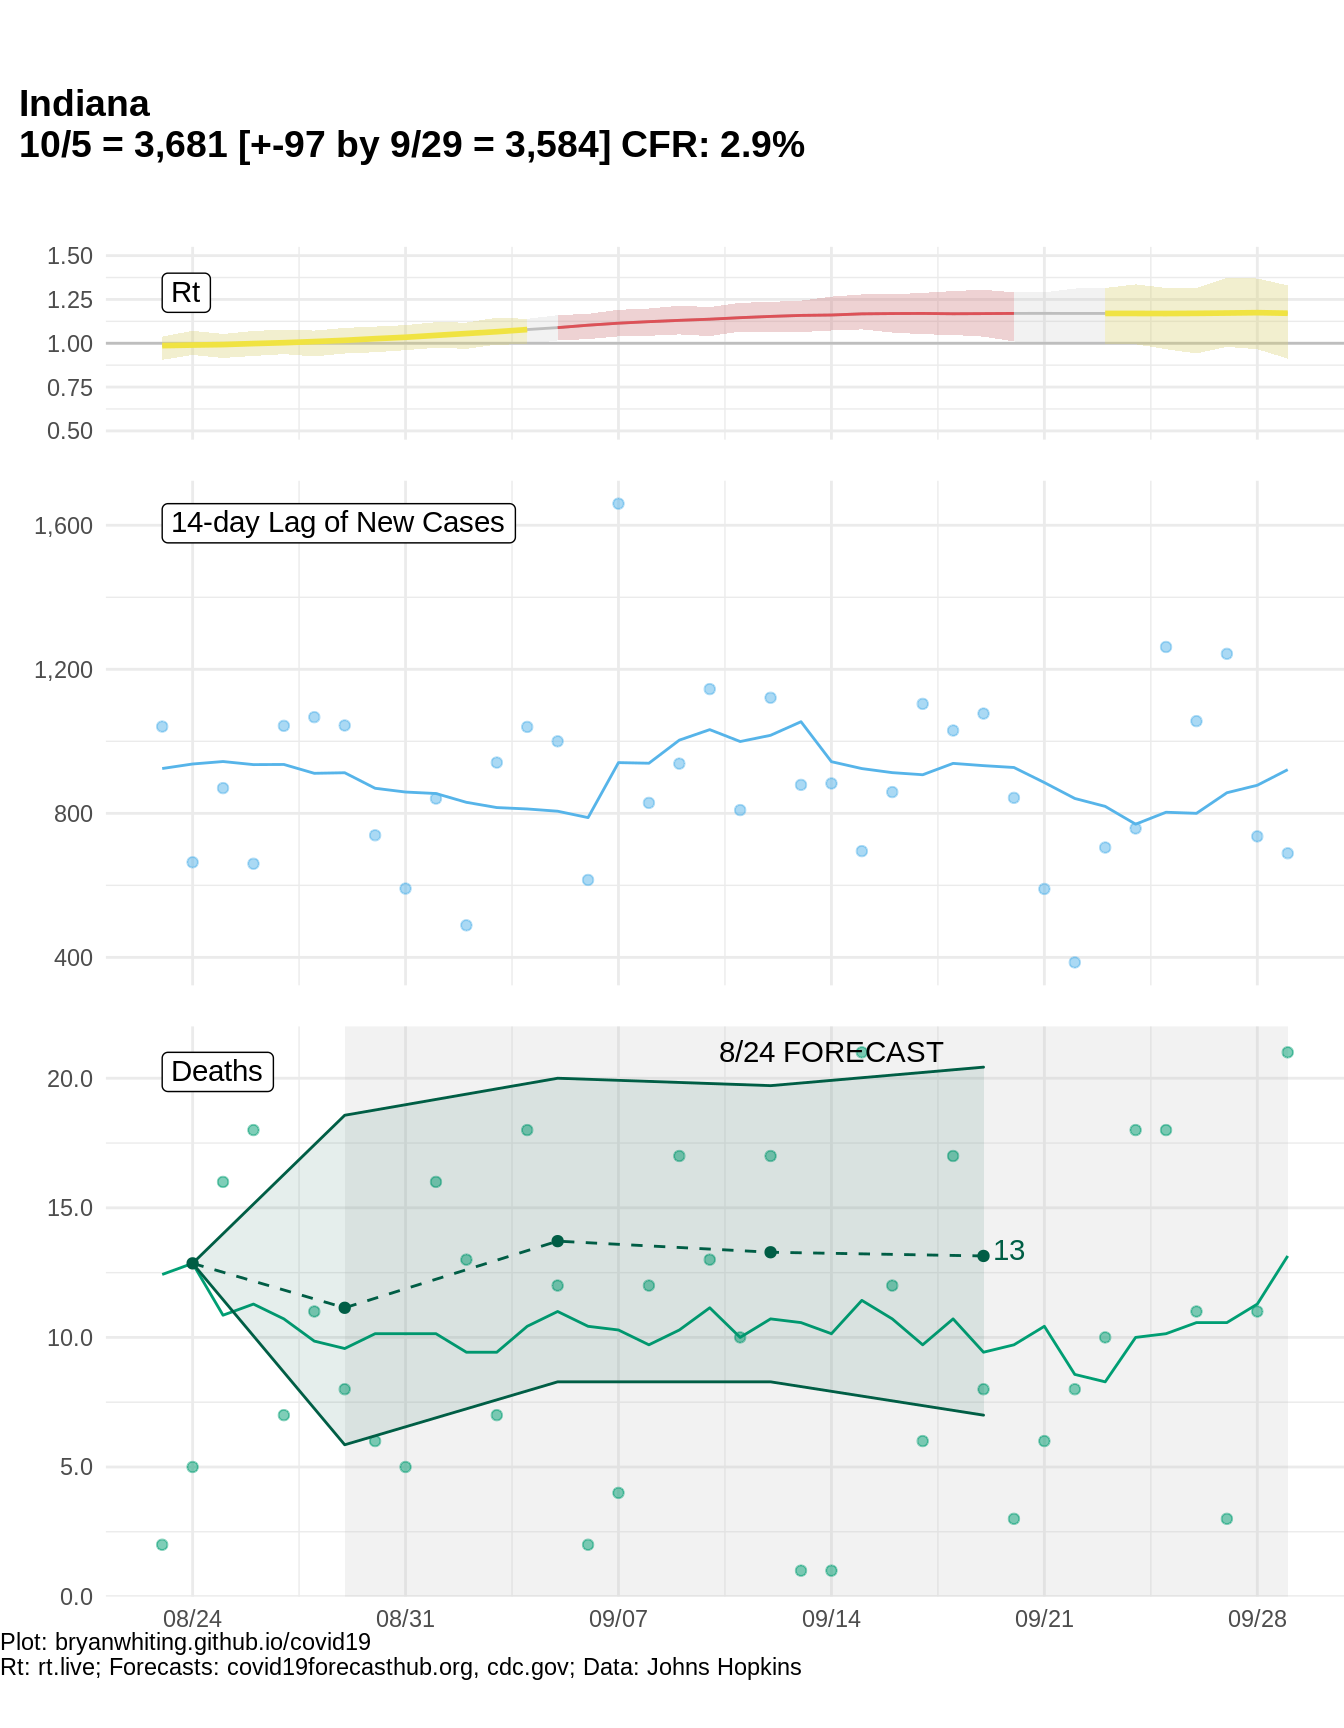 Indiana
10/5 = 3,681 [+-97 by 9/29 = 3,584] CFR: 2.9%
1.50
Rt
1.25
1.00
0.75
0.50
14-day Lag of New Cases
1,600
1,200
800
400
8/24 FORECAST
Deaths
20.0
15.0
13
10.0
5.0
0.0
08/24 08/31 09/07 09/14 09/21 09/28
Plot: bryanwhiting.github.io/covid19
Rt: rt.live; Forecasts: covid19forecasthub.org, cdc.gov; Data: Johns Hopkins